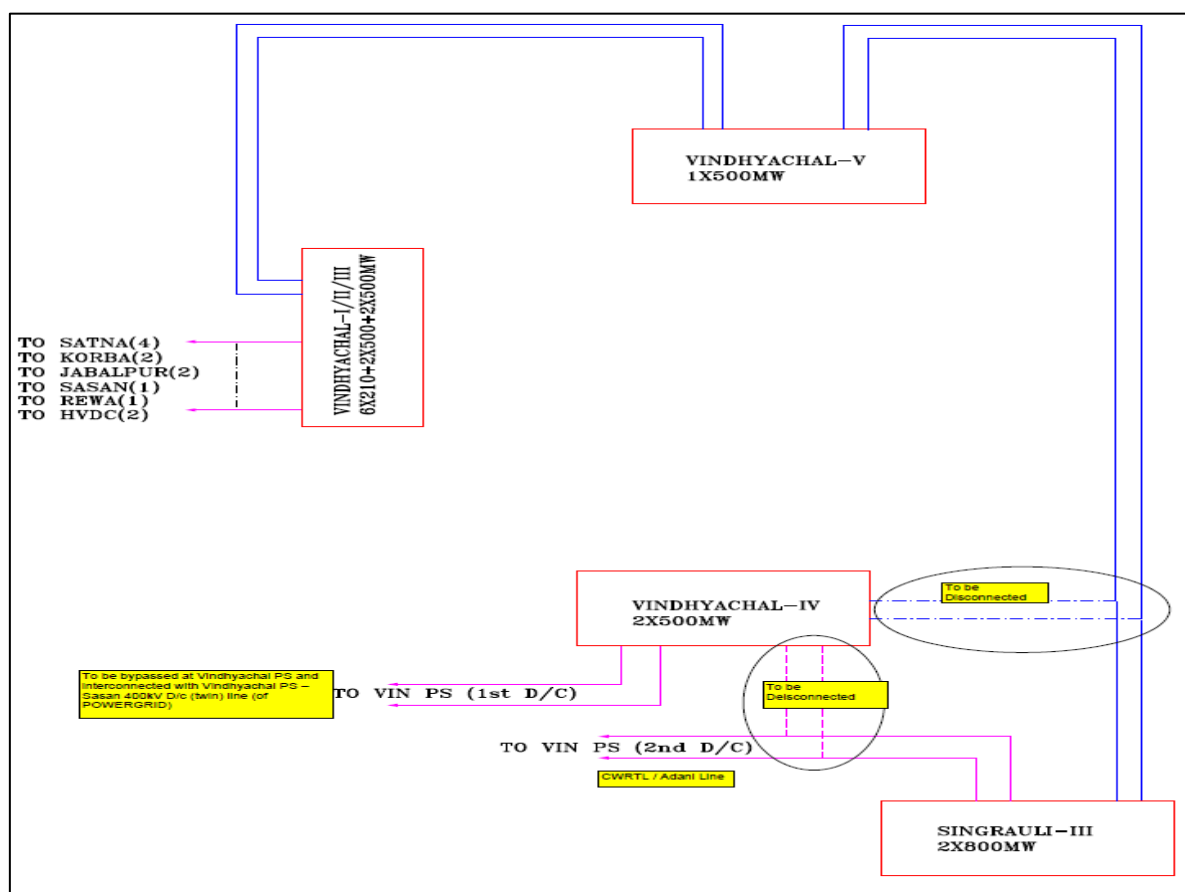 VINDHYACHAL-V
1X500MW
VINDHYACHAL-I/II/III
6X210+2X500+2X500MW
TO SATNA(4)
TO KORBA(2)
TO JABALPUR(2)
TO SASAN(1)
TO REWA(1)
TO HVDC(2)
To be
Disconnected
VINDHYACHAL-IV
2X500MW
To be bypassed at Vindhyachal PS and
interconnected with Vindhyachal PS –
Sasan 400kV D/c (twin) line (of
POWERGRID)
TO VIN PS (1st D/C)
To be
Deisconnected
TO VIN PS (2nd D/C)
CWRTL / Adani Line
SINGRAULI-III
2X800MW